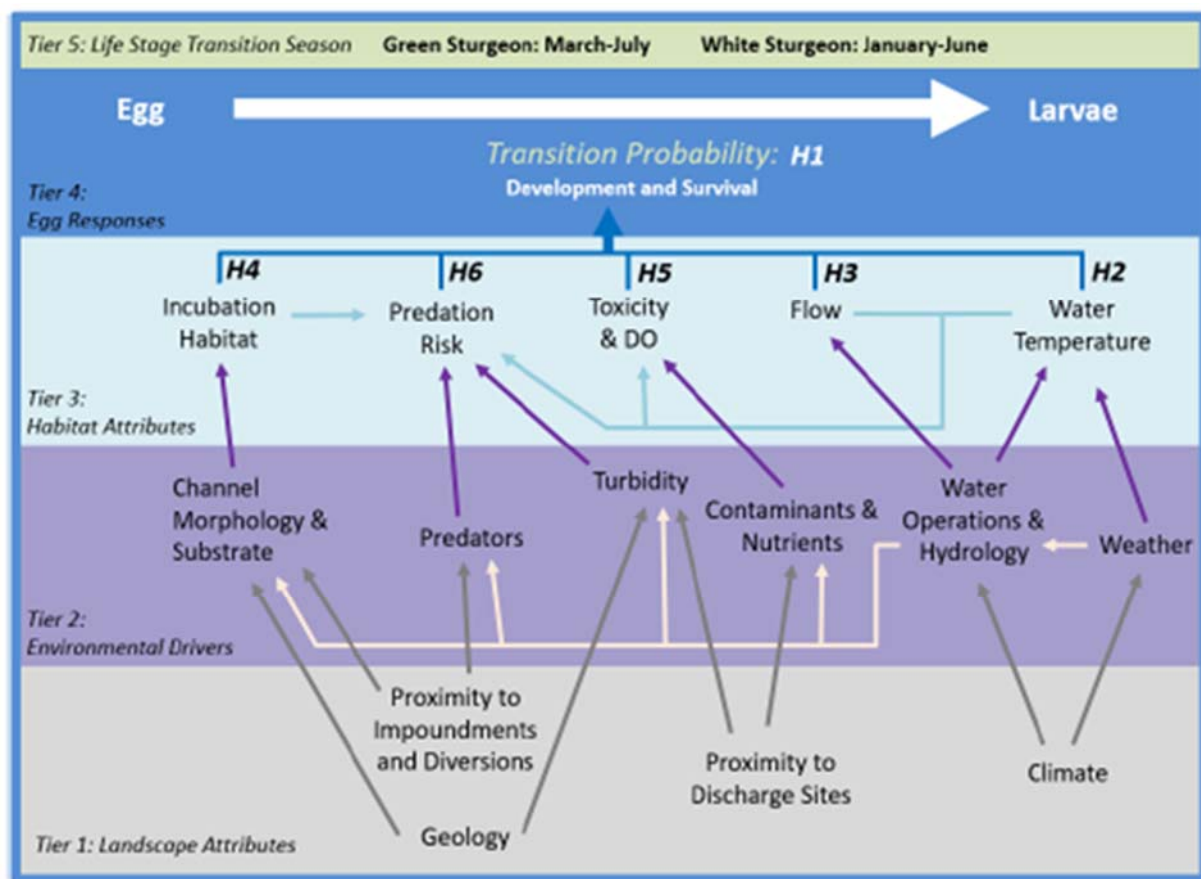 Tier 5: Life Stage Transition Season Green Sturgeon: March-July White Sturgeon: January-June
Egg
Larvae
Transition Probability: H1
Development and Survival
Tier 4:
Egg Responses
H4
H6
H5
H3
H2
Incubation
Habitat
Predation
Risk
Toxicity
& DO
Flow
Water
Temperature
Tier 3:
Habitat Attributes
Channel
Morphology &
Substrate
Predators
Turbidity
Contaminants &
Nutrients
Water
Operations &
Hydrology
Weather
Tier 2:
Environmental Drivers
Proximity to
Impoundments
and Diversions
Proximity to
Discharge Sites
Climate
Geology
Tier 1: Landscape Attributes